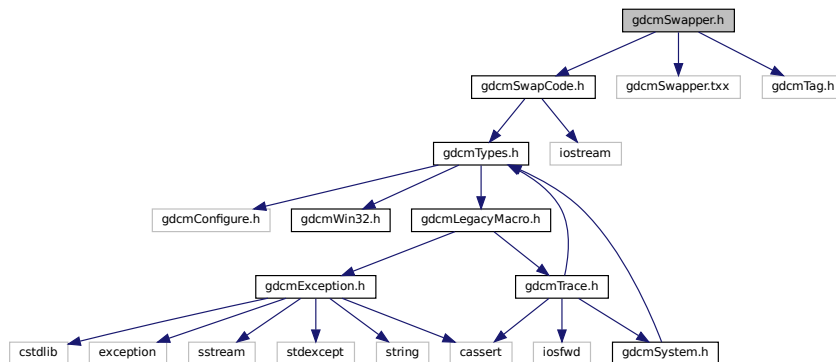 gdcmSwapper.h
gdcmSwapCode.h
gdcmSwapper.txx
gdcmTag.h
gdcmTypes.h
iostream
gdcmConfigure.h
gdcmWin32.h
gdcmLegacyMacro.h
gdcmException.h
gdcmTrace.h
cstdlib
exception
sstream
stdexcept
string
cassert
iosfwd
gdcmSystem.h